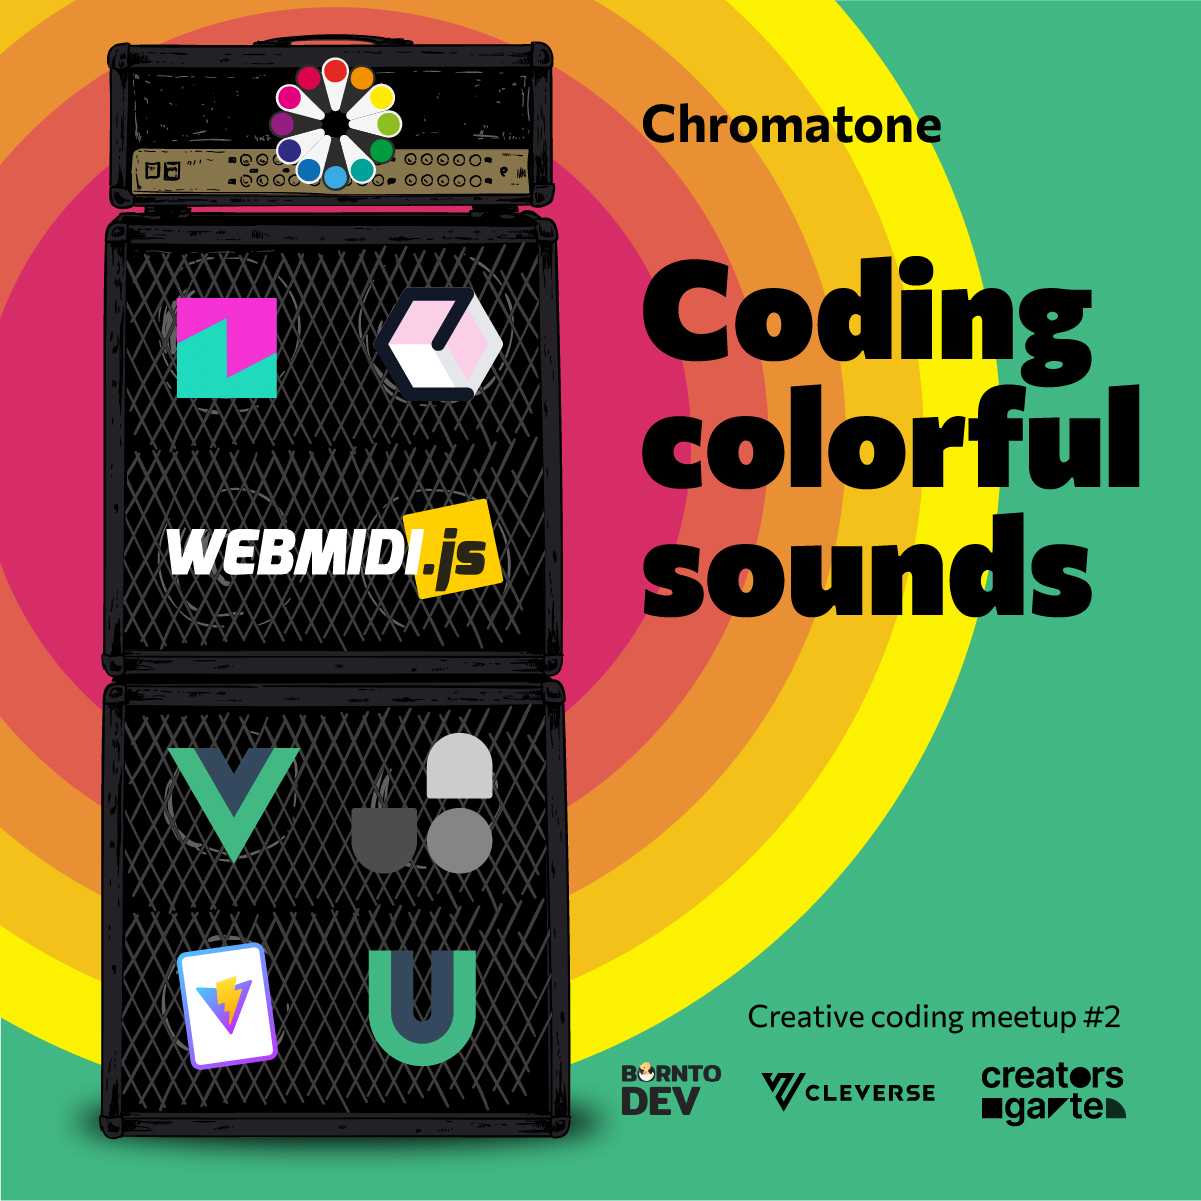 Chromatone
Coding
colorful
sounds
WEBMIDI.js
Creative coding meetup #2
BORNTO
DEV
CLEVERSE
creators
garten